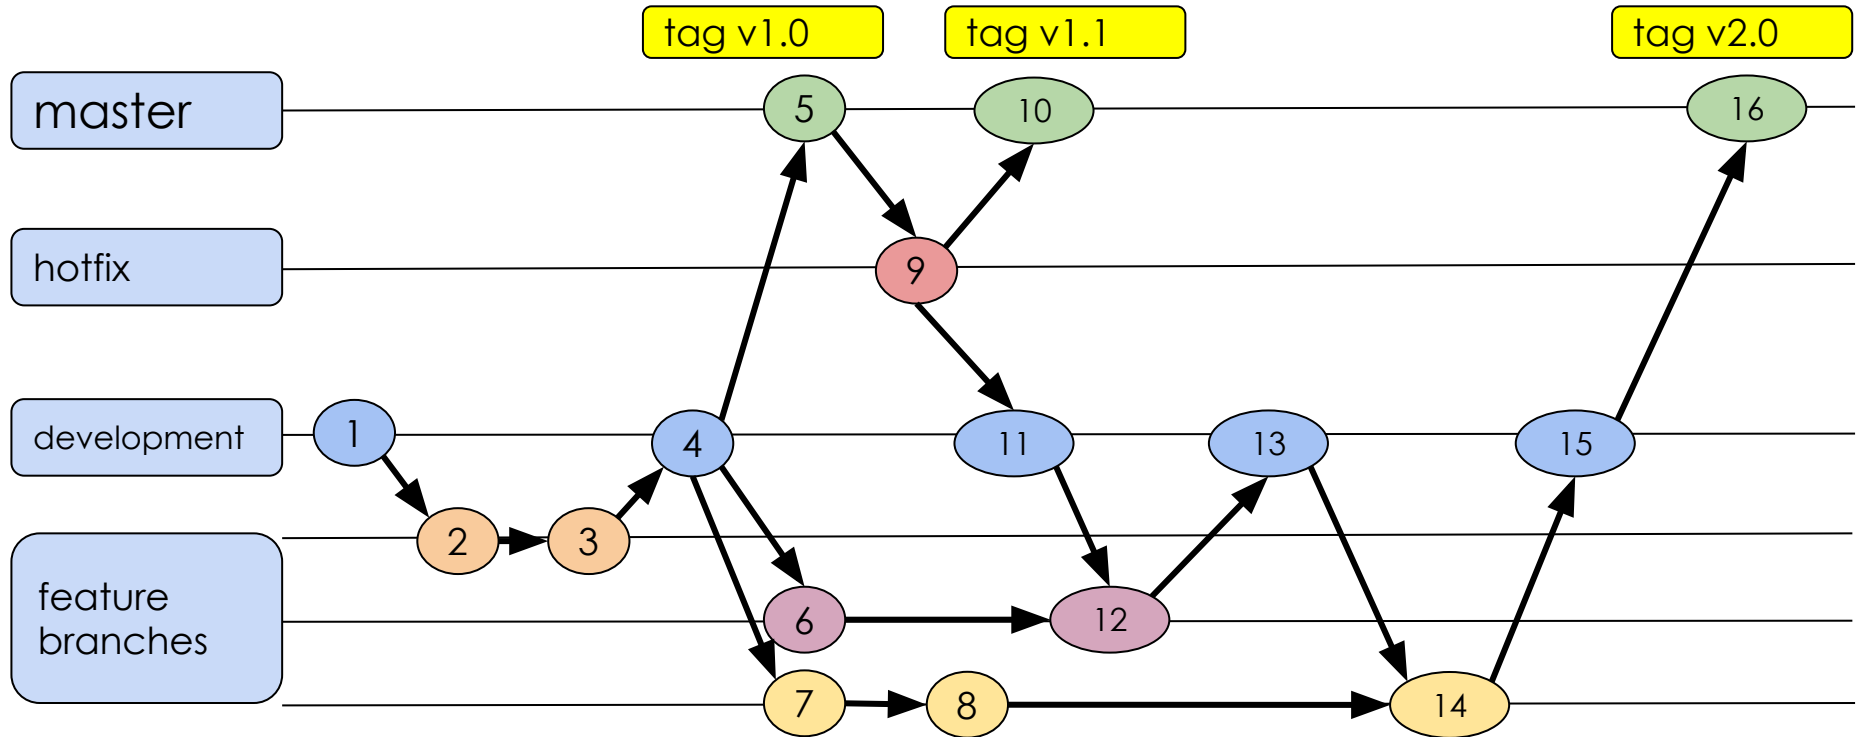 tag v1.0
tag v1.1
tag v2.0
master
5
10
16
hotfix
9
development
1
4
11
13
15
2
3
feature
branches
6
12
7
8
14